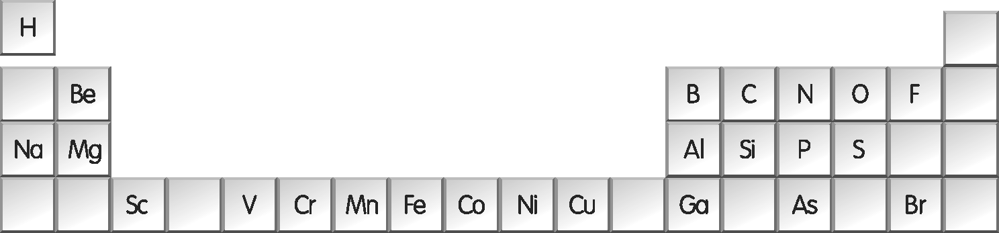 H
Be B C N O F
Na Mg Al Si P S
Sc V Cr Mn Fe Co Ni Cu Ga As Br